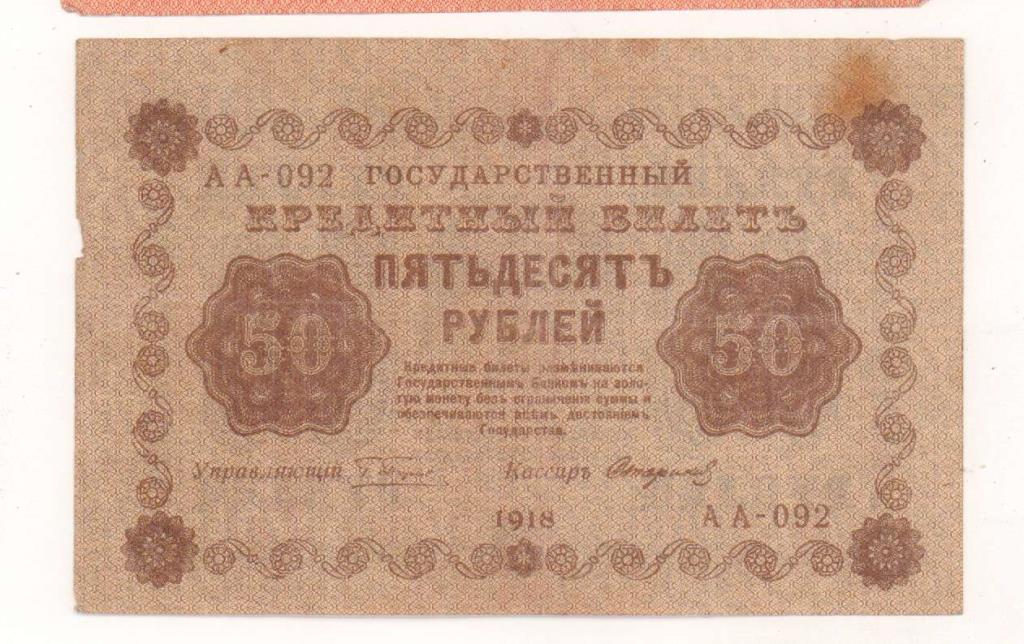 АА-092 ГОСУДАРСТВЕННЫЙ
КРЕДИТНЫЙ БИЛЕТЪ
ПЯТЬДЕСЯТЪ
РУБЛЕЙ
50
50
Кредитные билеты размѣниваются
Государственнымъ Банкомъ на золо-
тую монету безъ ограниченія суммы и
обезпечиваются всѣмъ достояніемъ
Государства.
Управляющій
Кассиръ
1918
АА-092